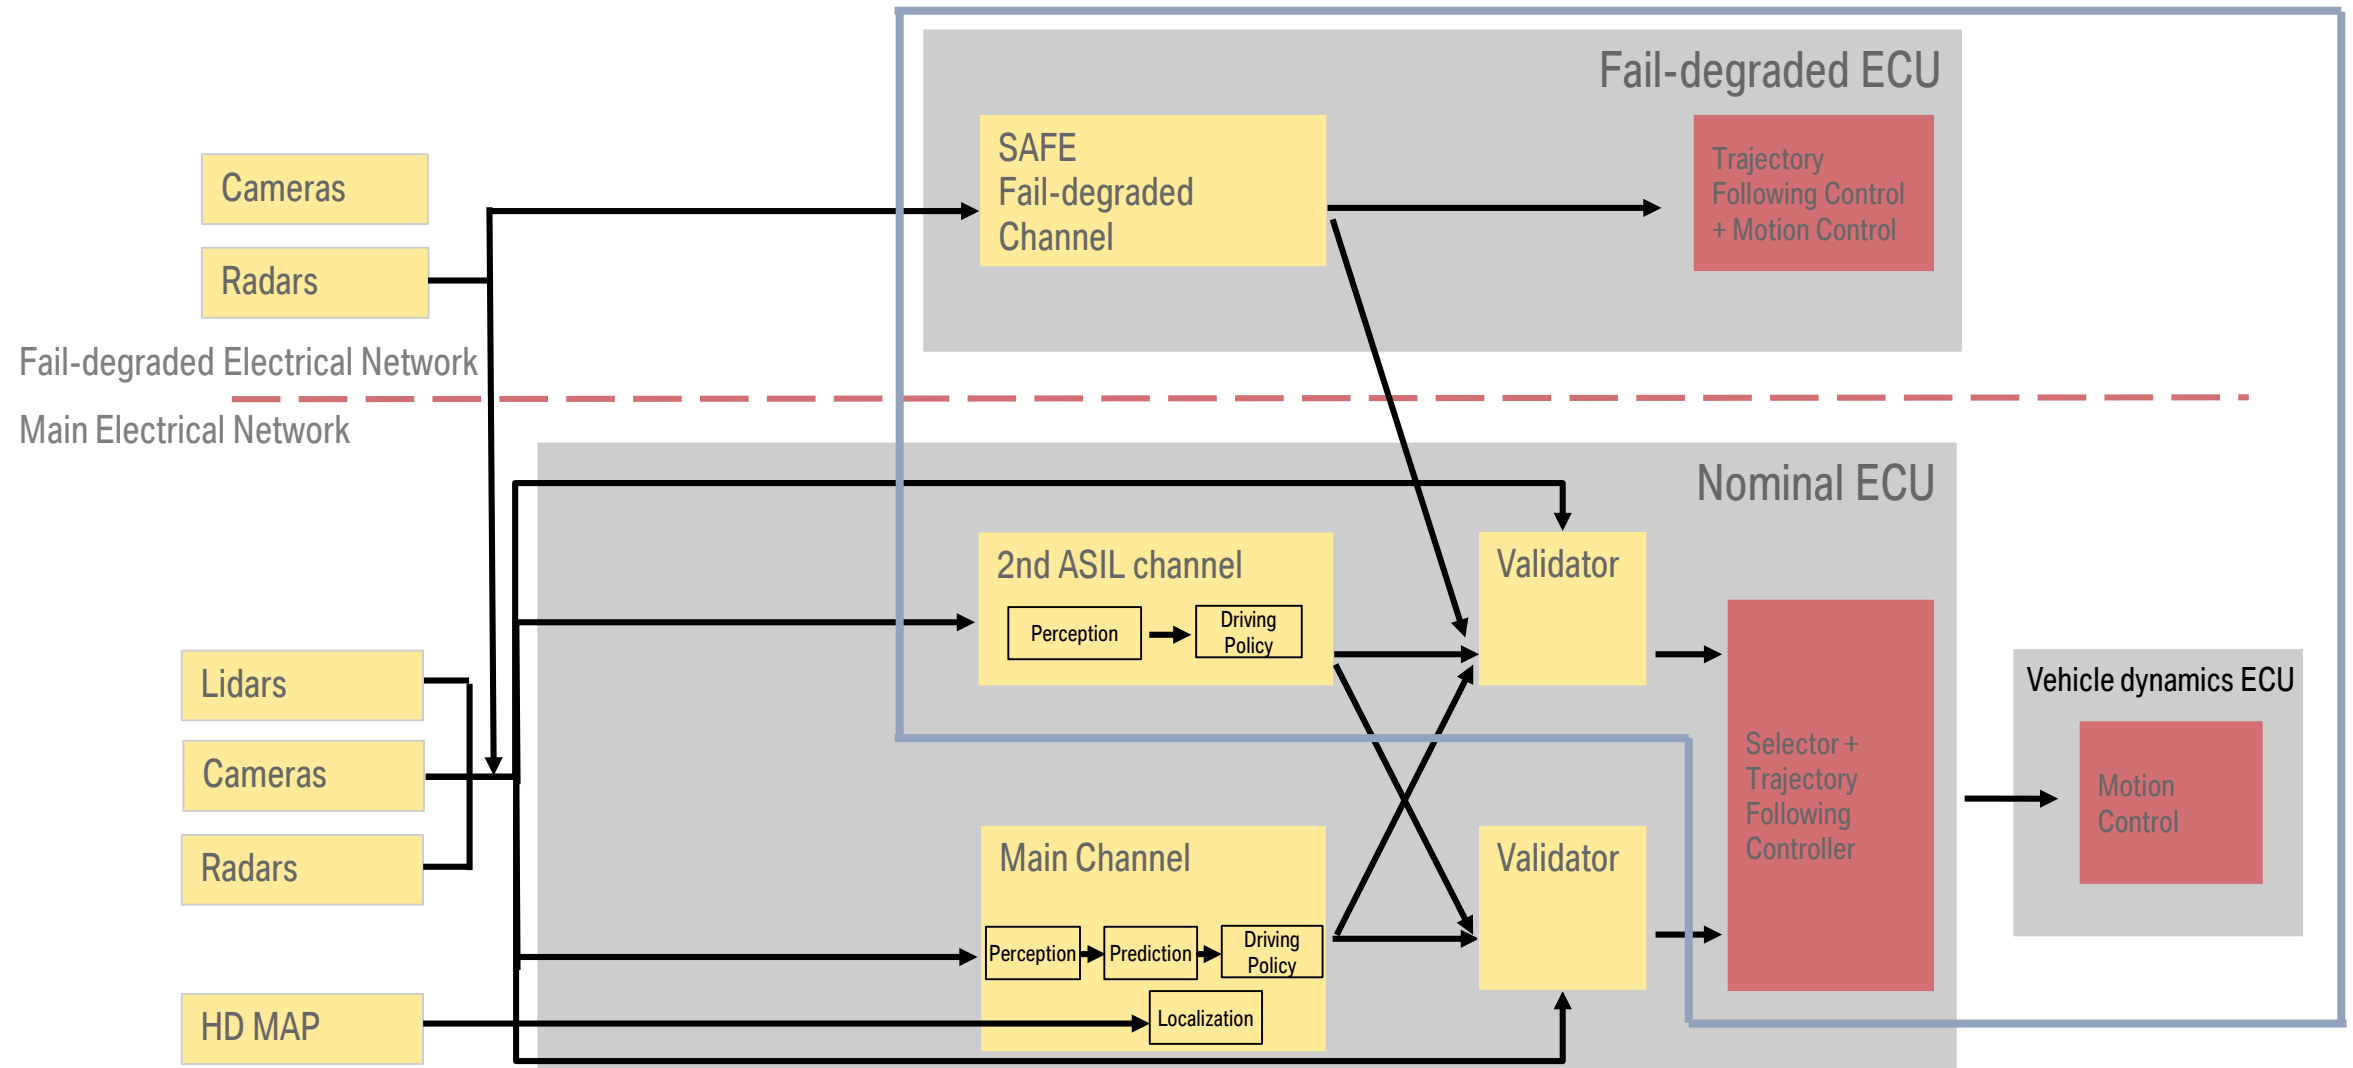 Fail-degraded ECU
SAFE
Fail-degraded
Channel
Trajectory
Following Control
+ Motion Control
Cameras
Radars
Fail-degraded Electrical Network
Main Electrical Network
Nominal ECU
2nd ASIL channel
Perception
Driving
Policy
Validator
Lidars
Cameras
Radars
HD MAP
Main Channel
Perception
Prediction
Driving
Policy
Localization
Validator
Selector +
Trajectory
Following
Controller
Vehicle dynamics ECU
Motion
Control